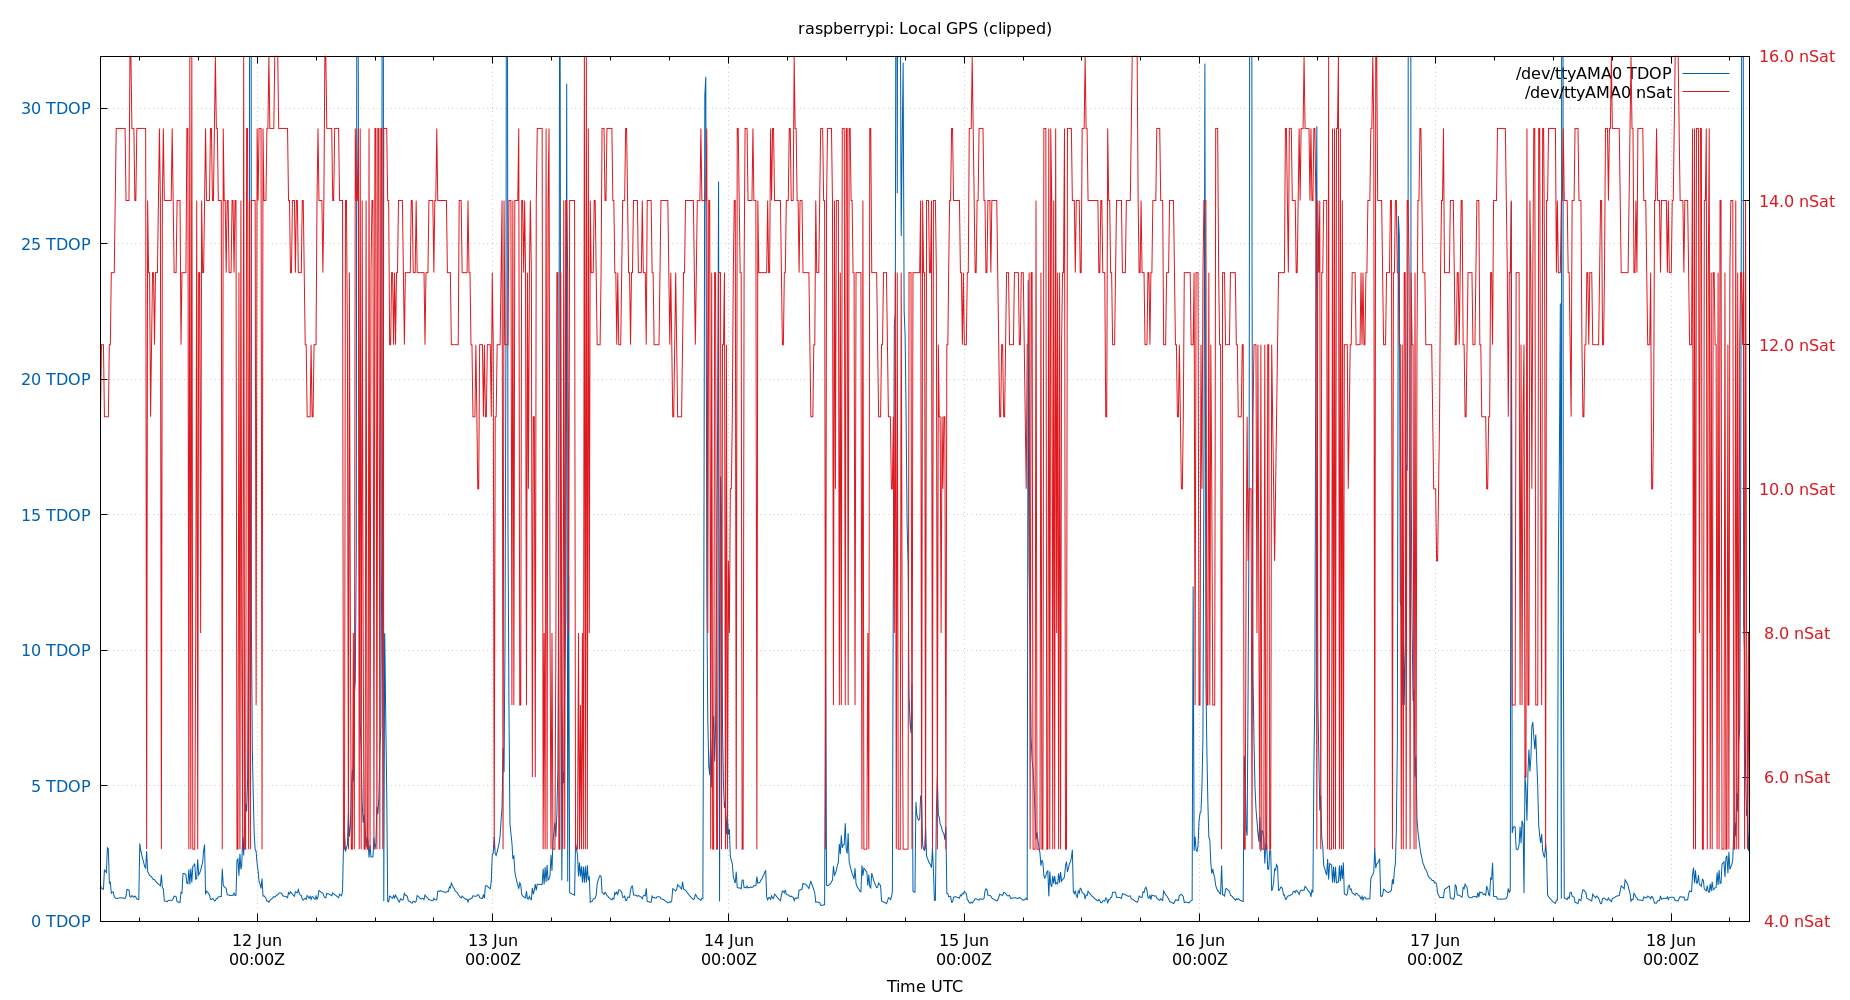 raspberrypi: Local GPS (clipped)
16.0 nSat
/dev/ttyAMA0 TDOP
/dev/ttyAMA0 nSat
30 TDOP
14.0 nSat
25 TDOP
12.0 nSat
20 TDOP
10.0 nSat
15 TDOP
8.0 nSat
10 TDOP
6.0 nSat
5 TDOP
0 TDOP
4.0 nSat
12 Jun 13 Jun 14 Jun 15 Jun 16 Jun 17 Jun 18 Jun
00:00Z 00:00Z 00:00Z 00:00Z 00:00Z 00:00Z 00:00Z
Time UTC